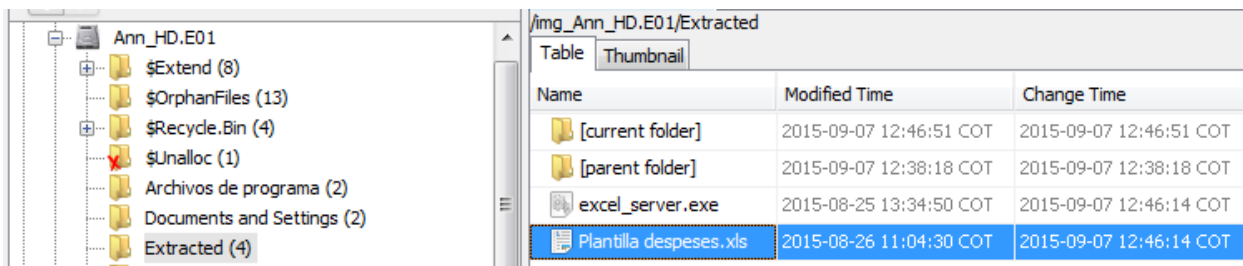 Ann_HD.E01
$Extend (8)
$OrphanFiles (13)
$Recycle.Bin (4)
$Unalloc (1)
Archivos de programa (2)
Documents and Settings (2)
Extracted (4)
/img_Ann_HD.E01/Extracted
Table Thumbnail
Name Modified Time Change Time
[current folder] 2015-09-07 12:46:51 COT 2015-09-07 12:46:51 COT
[parent folder] 2015-09-07 12:38:18 COT 2015-09-07 12:38:18 COT
excel_server.exe 2015-08-25 13:34:50 COT 2015-09-07 12:46:14 COT
Plantilla despeses.xls 2015-08-26 11:04:30 COT 2015-09-07 12:46:14 COT